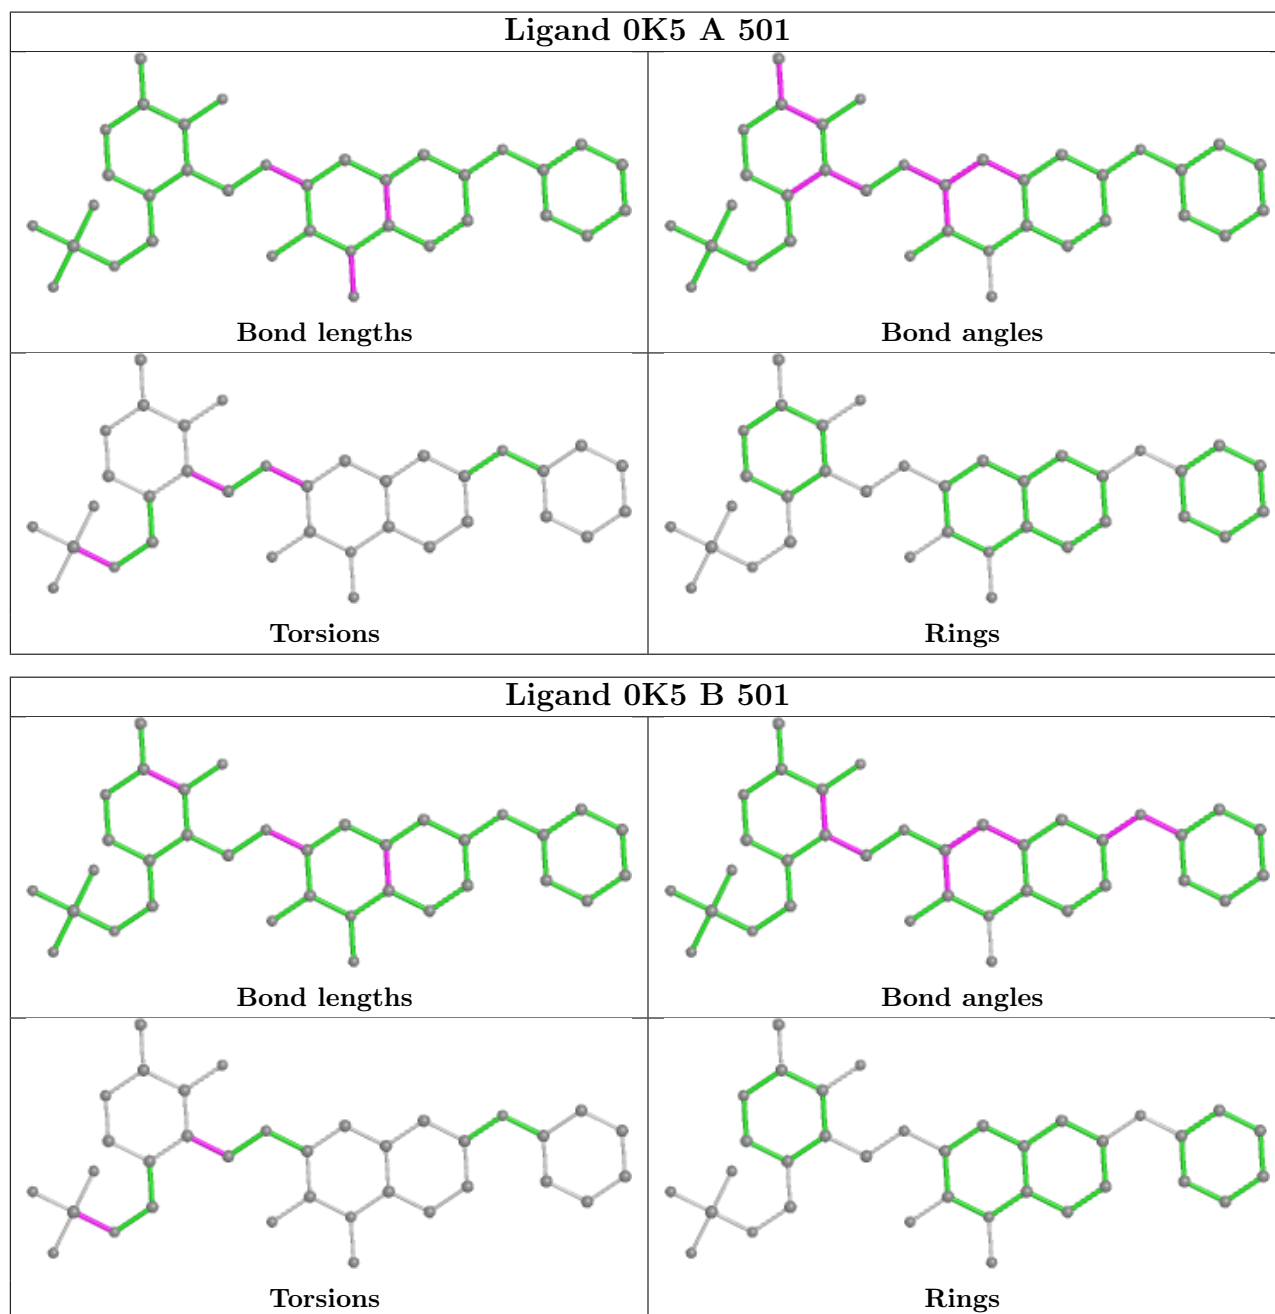 Ligand 0K5 A 501
Bond lengths
Bond angles
Torsions
Rings
Ligand 0K5 B 501
Bond lengths
Bond angles
Torsions
Rings